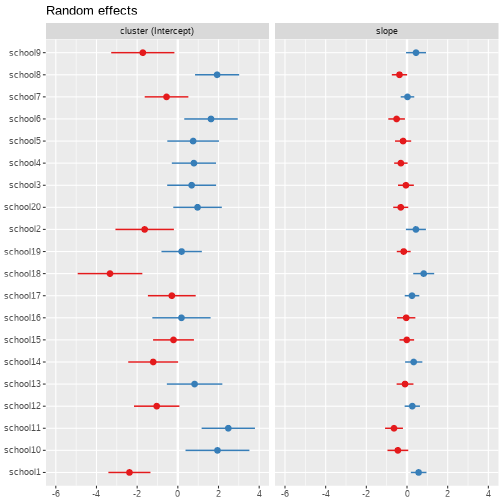 Random effects
cluster (Intercept) slope
school9
school8
school7
school6
school5
school4
school3
school20
school2
school19
school18
school17
school16
school15
school14
school13
school12
school11
school10
school1
-6 -4 -2 0 2 4 -6 -4 -2 0 2 4